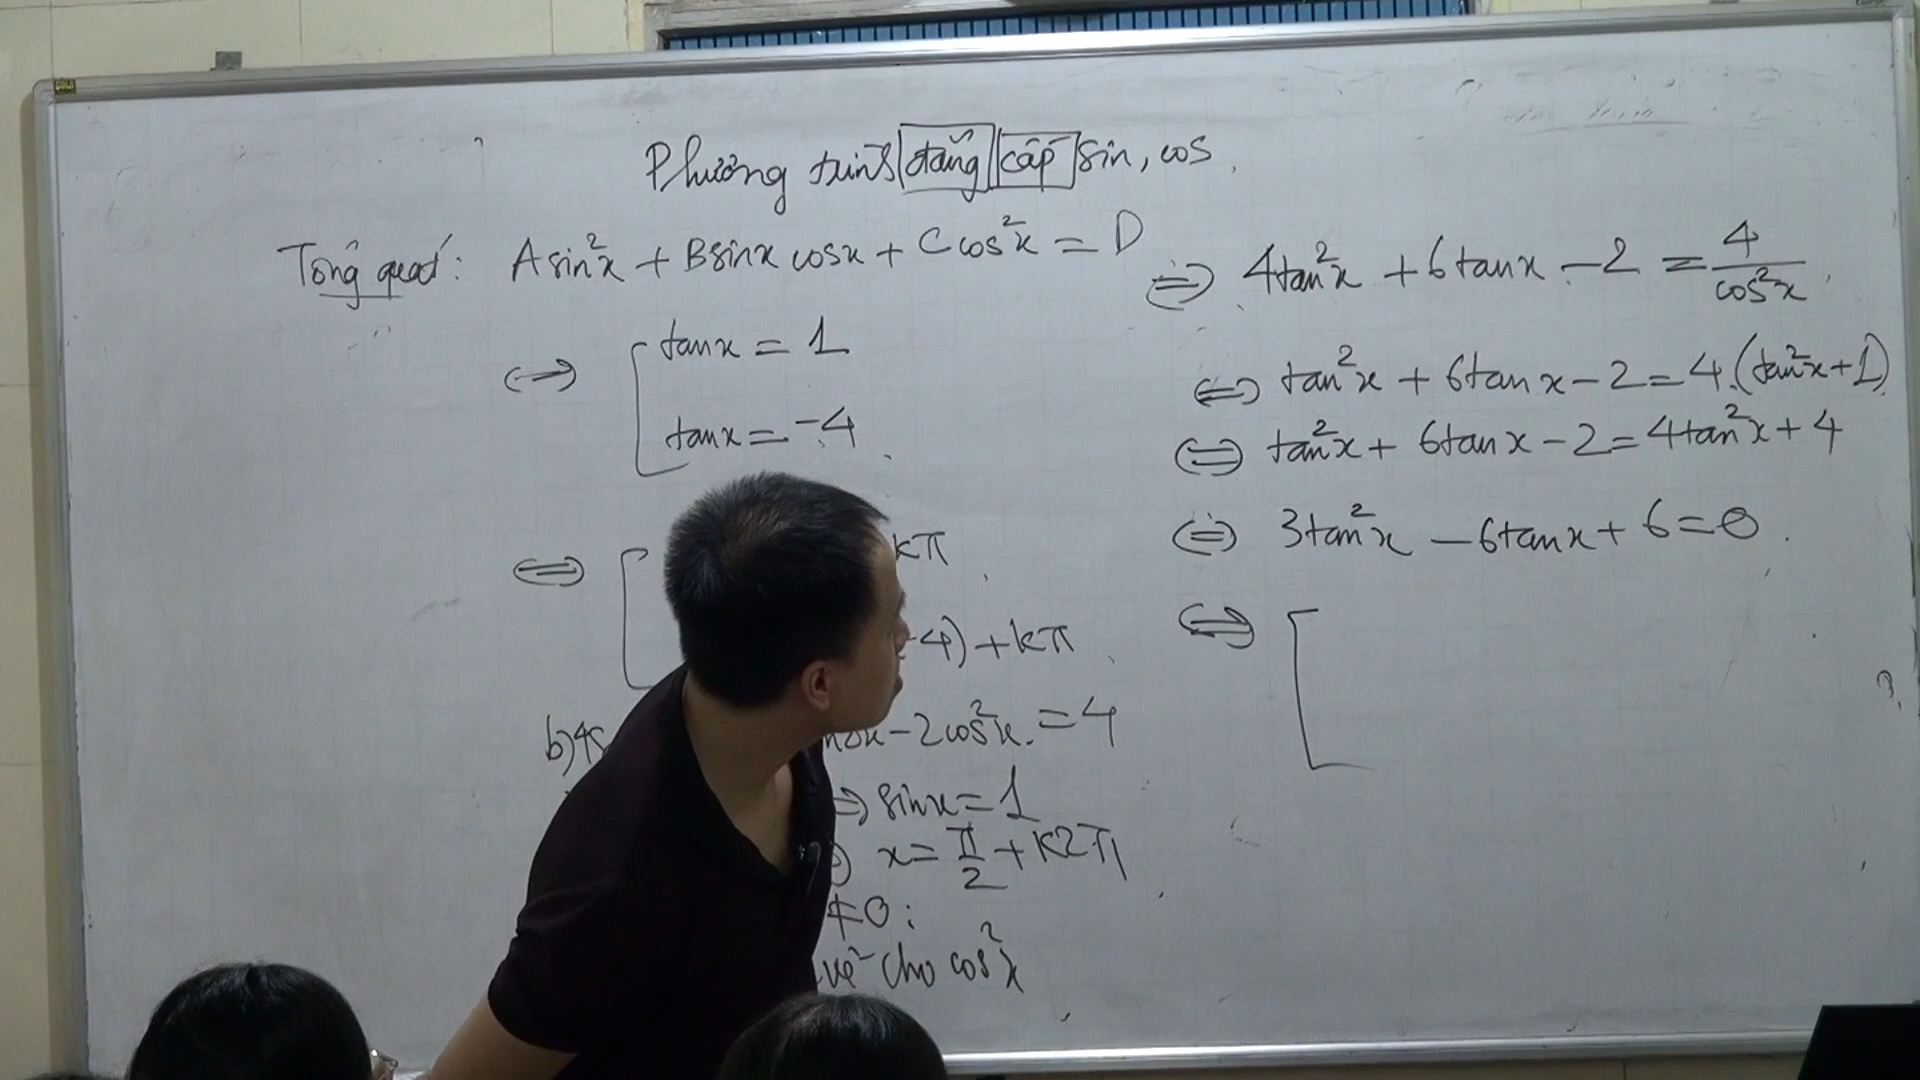 Phương trình đẳng cấp sin, cos
Tổng quát: Asin²x + Bsinx cosx + Ccos²x = D
tanx = 1
tanx = -4
kπ
-4) + kπ
b) 4s
x - 2cos²x = 4
⇒ sinx = 1
x = π/2 + k2π
≠ 0 :
vế cho cos²x
⇔ 4tan²x + 6tanx - 2 = 4/cos²x
⇔ tan²x + 6tanx - 2 = 4.(tan²x + 1)
⇔ tan²x + 6tanx - 2 = 4tan²x + 4
⇔ 3tan²x - 6tanx + 6 = 0
⇔ [